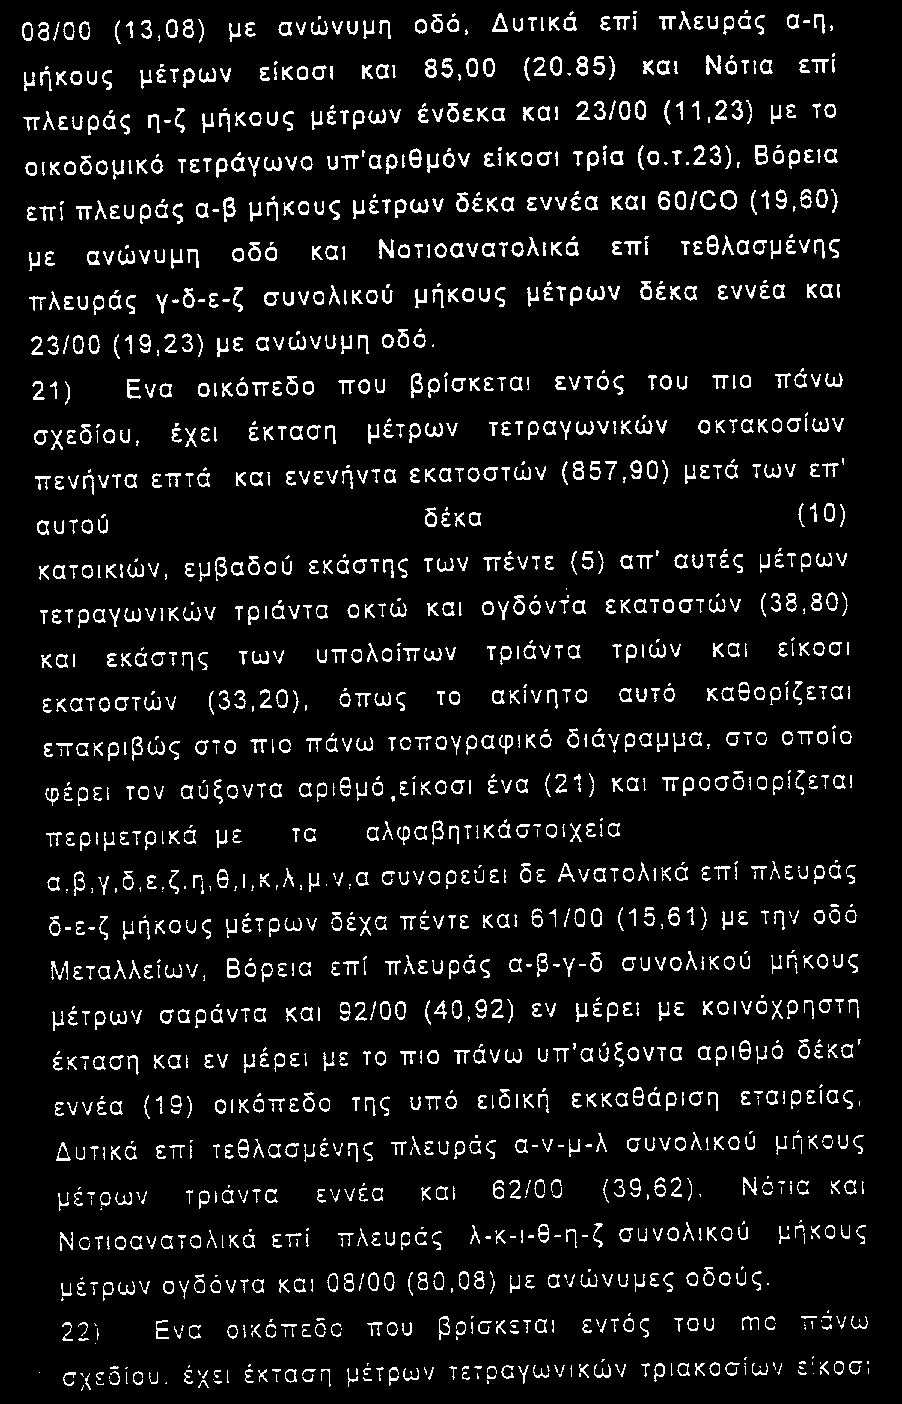 08/00 (13,08) με ανώνυμη οδό, Δυτικά επί πλευράς α-η,
μήκους μέτρων είκοσι και 85,00 (20.85) και Νότια επί
πλευράς η-ζ μήκους μέτρων ένδεκα και 23/00 (11,23) με το
οικοδομικό τετράγωνο υπ'αριθμόν είκοσι τρία (ο.τ.23), Βόρεια
επί πλευράς α-β μήκους μέτρων δέκα εννέα και 60/CO (19,60)
με ανώνυμη οδό και Νοτιοανατολικά επί τεθλασμένης
πλευράς γ-δ-ε-ζ συνολικού μήκους μέτρων δέκα εννέα και
23/00 (19,23) με ανώνυμη οδό.
21) Ενα οικόπεδο που βρίσκεται εντός του πιο πάνω
σχεδίου, έχει έκταση μέτρων τετραγωνικών οκτακοσίων
πενήντα επτά και ενενήντα εκατοστών (857,90) μετά των επ'
αυτού δέκα (10)
κατοικιών, εμβαδού εκάστης των πέντε (5) απ' αυτές μέτρων
τετραγωνικών τριάντα οκτώ και ογδόντα εκατοστών (38,80)
και εκάστης των υπολοίπων τριάντα τριών και είκοσι
εκατοστών (33,20), όπως το ακίνητο αυτό καθορίζεται
επακριβώς στο πιο πάνω τοπογραφικό διάγραμμα, στο οποίο
φέρει τον αύξοντα αριθμό,είκοσι ένα (21) και προσδιορίζεται
περιμετρικά με τα αλφαβητικάστοιχεία
α,β,γ,δ,ε,ζ,η,θ,ι,κ,λ,μ.ν,α συνορεύει δε Ανατολικά επί πλευράς
δ-ε-ζ μήκους μέτρων δέχα πέντε και 61/00 (15,61) με την οδό
Μεταλλείων, Βόρεια επί πλευράς α-β-γ-δ συνολικού μήκους
μέτρων σαράντα και 92/00 (40,92) εν μέρει με κοινόχρηστη
έκταση και εν μέρει με το πιο πάνω υπ'αύξοντα αριθμό δέκα'
εννέα (19) οικόπεδο της υπό ειδική εκκαθάριση εταιρείας,
Δυτικά επί τεθλασμένης πλευράς α-ν-μ-λ συνολικού μήκους
μέτρων τριάντα εννέα και 62/00 (39,62), Νότια και
Νοτιοανατολικά επί πλευράς λ-κ-ι-θ-η-ζ συνολικού μήκους
μέτρων ογδόντα και 08/00 (80,08) με ανώνυμες οδούς.
22) Ενα οικόπεδο που βρίσκεται εντός του mo πάνω
σχεδίου, έχει έκταση μέτρων τετραγωνικών τριακοσίων είκοσι